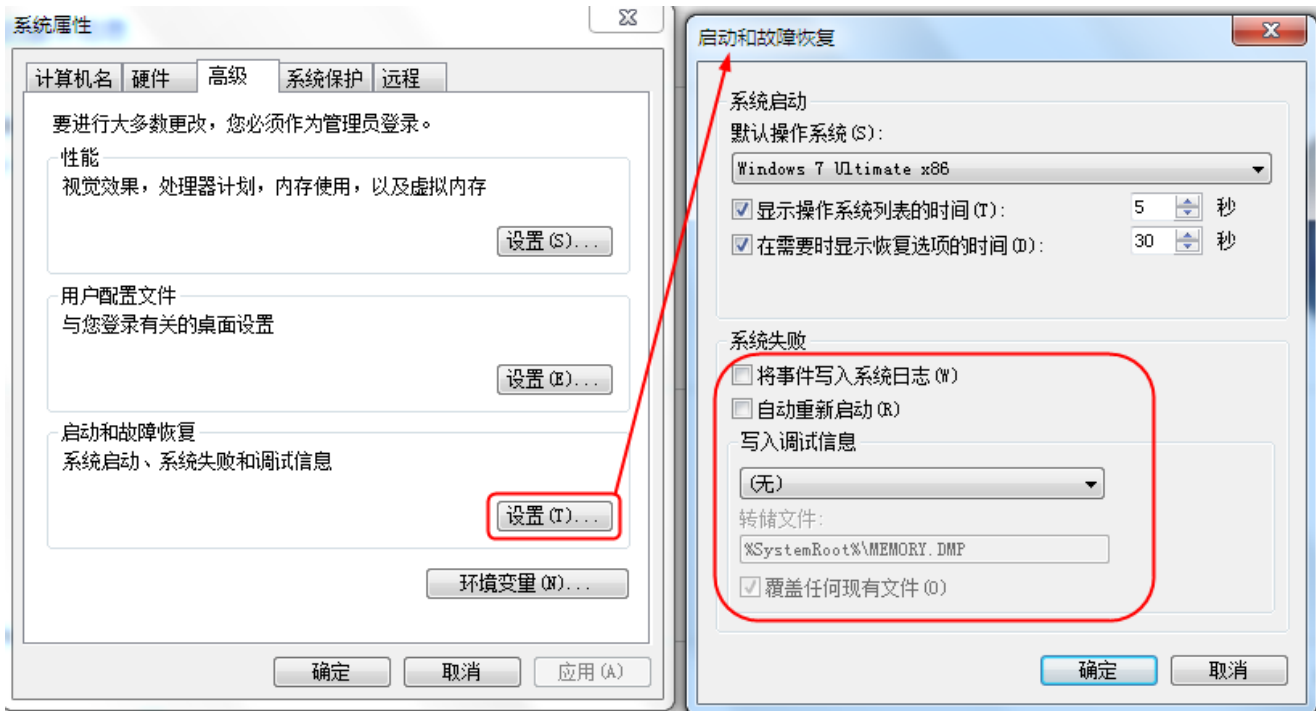 系统属性
计算机名 硬件 高级 系统保护 远程
要进行大多数更改，您必须作为管理员登录。
性能
视觉效果，处理器计划，内存使用，以及虚拟内存
设置(S)...
用户配置文件
与您登录有关的桌面设置
设置(E)...
启动和故障恢复
系统启动、系统失败和调试信息
设置(T)...
环境变量(N)...
确定 取消 应用(A)
启动和故障恢复
系统启动
默认操作系统(S):
Windows 7 Ultimate x86
显示操作系统列表的时间(T): 5 秒
在需要时显示恢复选项的时间(D): 30 秒
系统失败
将事件写入系统日志(W)
自动重新启动(R)
写入调试信息
(无)
转储文件:
%SystemRoot%\MEMORY.DMP
覆盖任何现有文件(O)
确定 取消